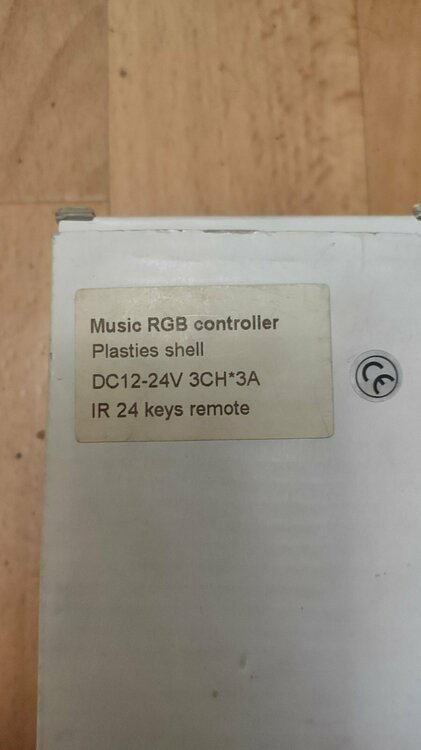 Music RGB controller
Plasties shell
DC12-24V 3CH*3A
IR 24 keys remote
CE